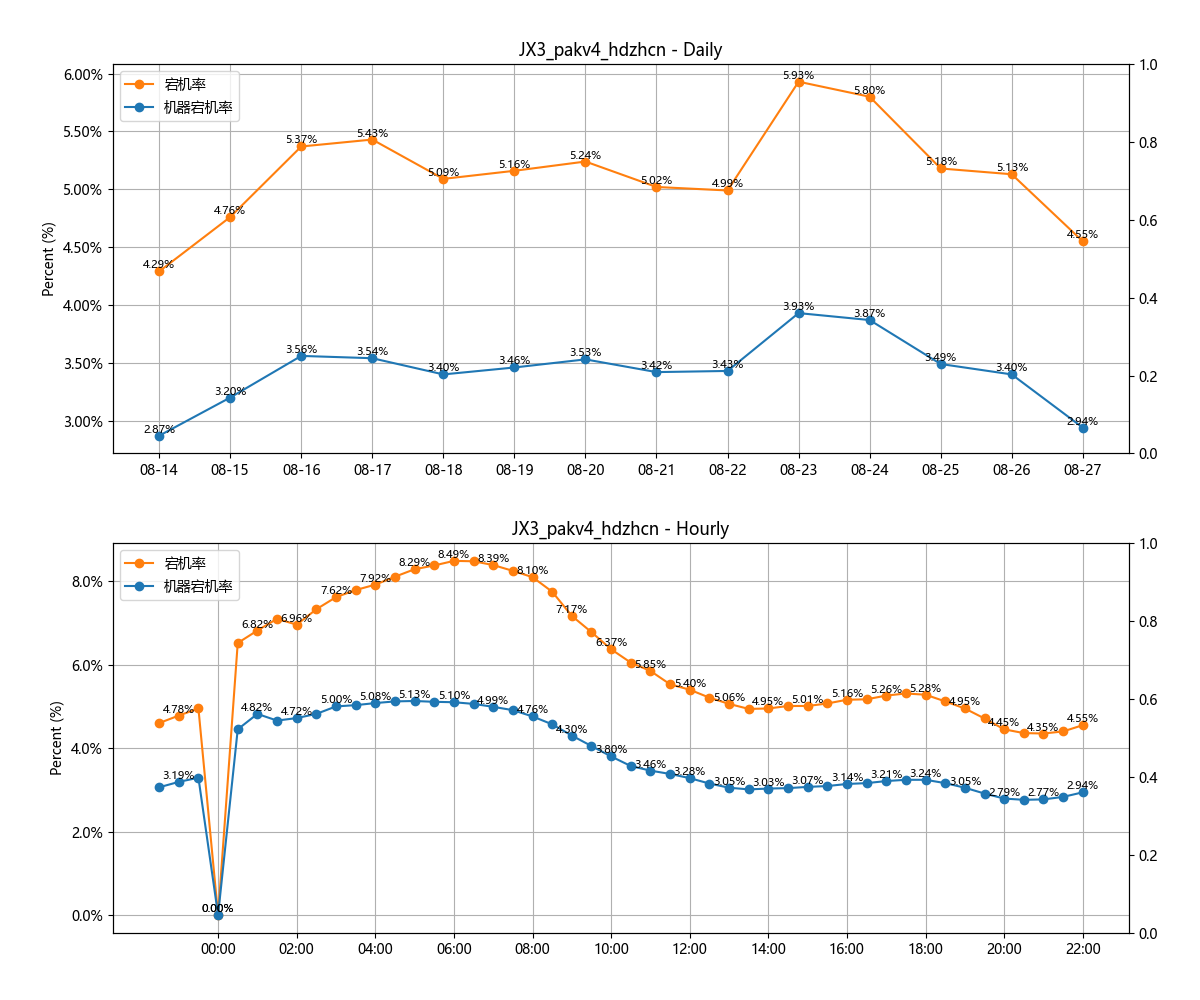 JX3_pakv4_hdzhcn - Daily
宕机率
机器宕机率
Percent (%)
6.00%
5.50%
5.00%
4.50%
4.00%
3.50%
3.00%
1.0
0.8
0.6
0.4
0.2
0.0
4.29% 4.76% 5.37% 5.43% 5.09% 5.16% 5.24% 5.02% 4.99% 5.93% 5.80% 5.18% 5.13% 4.55%
2.87% 3.20% 3.56% 3.54% 3.40% 3.46% 3.53% 3.42% 3.43% 3.93% 3.87% 3.49% 3.40% 2.94%
08-14 08-15 08-16 08-17 08-18 08-19 08-20 08-21 08-22 08-23 08-24 08-25 08-26 08-27
JX3_pakv4_hdzhcn - Hourly
宕机率
机器宕机率
Percent (%)
8.0%
6.0%
4.0%
2.0%
0.0%
1.0
0.8
0.6
0.4
0.2
0.0
4.78% 0.00% 6.82% 6.96% 7.62% 7.92% 8.29% 8.49% 8.39% 8.10% 7.17% 6.37% 5.85% 5.40% 5.06% 4.95% 5.01% 5.16% 5.26% 5.28% 4.95% 4.45% 4.35% 4.55%
3.19% 0.00% 4.82% 4.72% 5.00% 5.08% 5.13% 5.10% 4.99% 4.76% 4.30% 3.80% 3.46% 3.28% 3.05% 3.03% 3.07% 3.14% 3.21% 3.24% 3.05% 2.79% 2.77% 2.94%
00:00 02:00 04:00 06:00 08:00 10:00 12:00 14:00 16:00 18:00 20:00 22:00